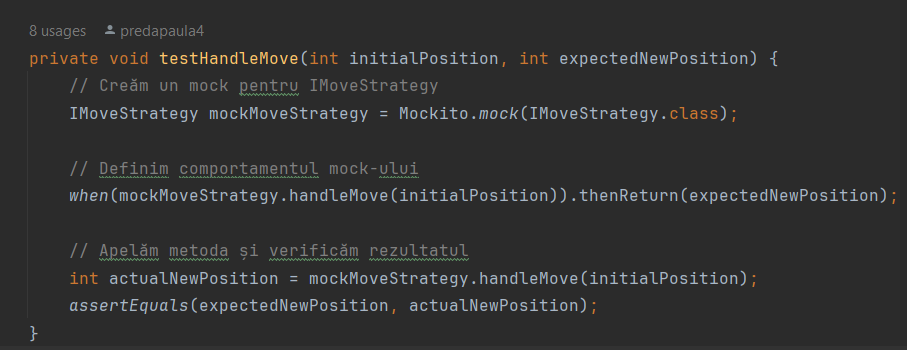 8 usages predapaula4
private void testHandleMove(int initialPosition, int expectedNewPosition) {
// Creăm un mock pentru IMoveStrategy
IMoveStrategy mockMoveStrategy = Mockito.mock(IMoveStrategy.class);
// Definim comportamentul mock-ului
when(mockMoveStrategy.handleMove(initialPosition)).thenReturn(expectedNewPosition);
// Apelăm metoda și verificăm rezultatul
int actualNewPosition = mockMoveStrategy.handleMove(initialPosition);
assertEquals(expectedNewPosition, actualNewPosition);
}